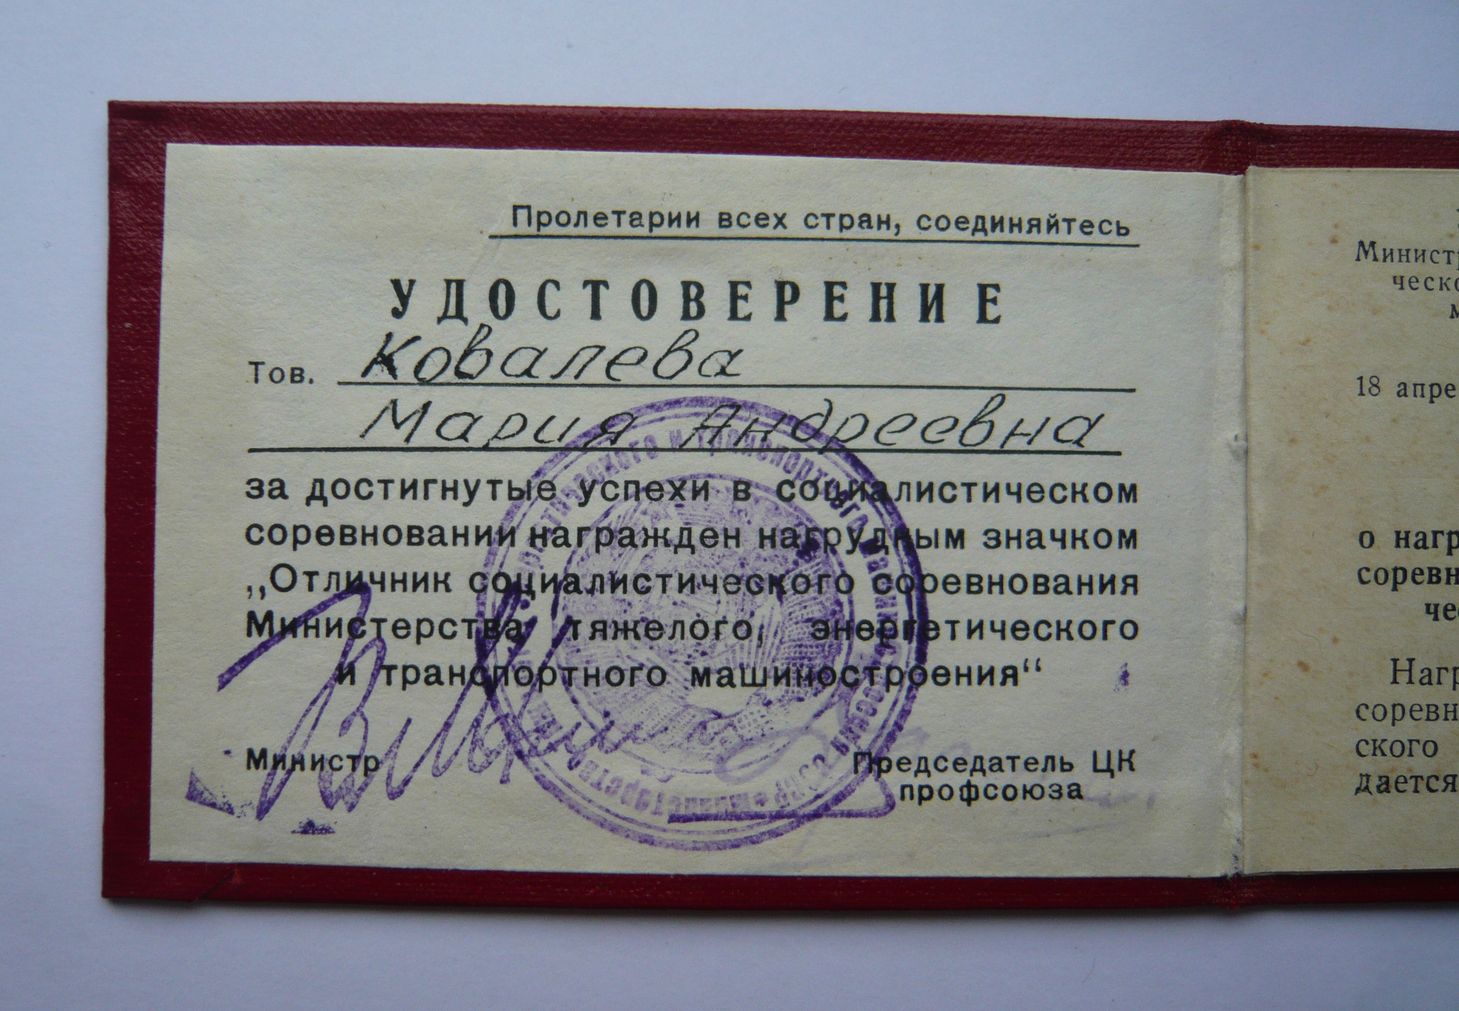 Пролетарии всех стран, соединяйтесь
УДОСТОВЕРЕНИЕ
Тов. Ковалева
Мария Андреевна
за достигнутые успехи в социалистическом
соревновании награжден нагрудным значком
„Отличник социалистического соревнования
Министерства тяжелого, энергетического
и транспортного машиностроения“
Министр
Председатель ЦК
профсоюза
18 апре
о нагр
соревн
Нагр
соревн
ского
дается